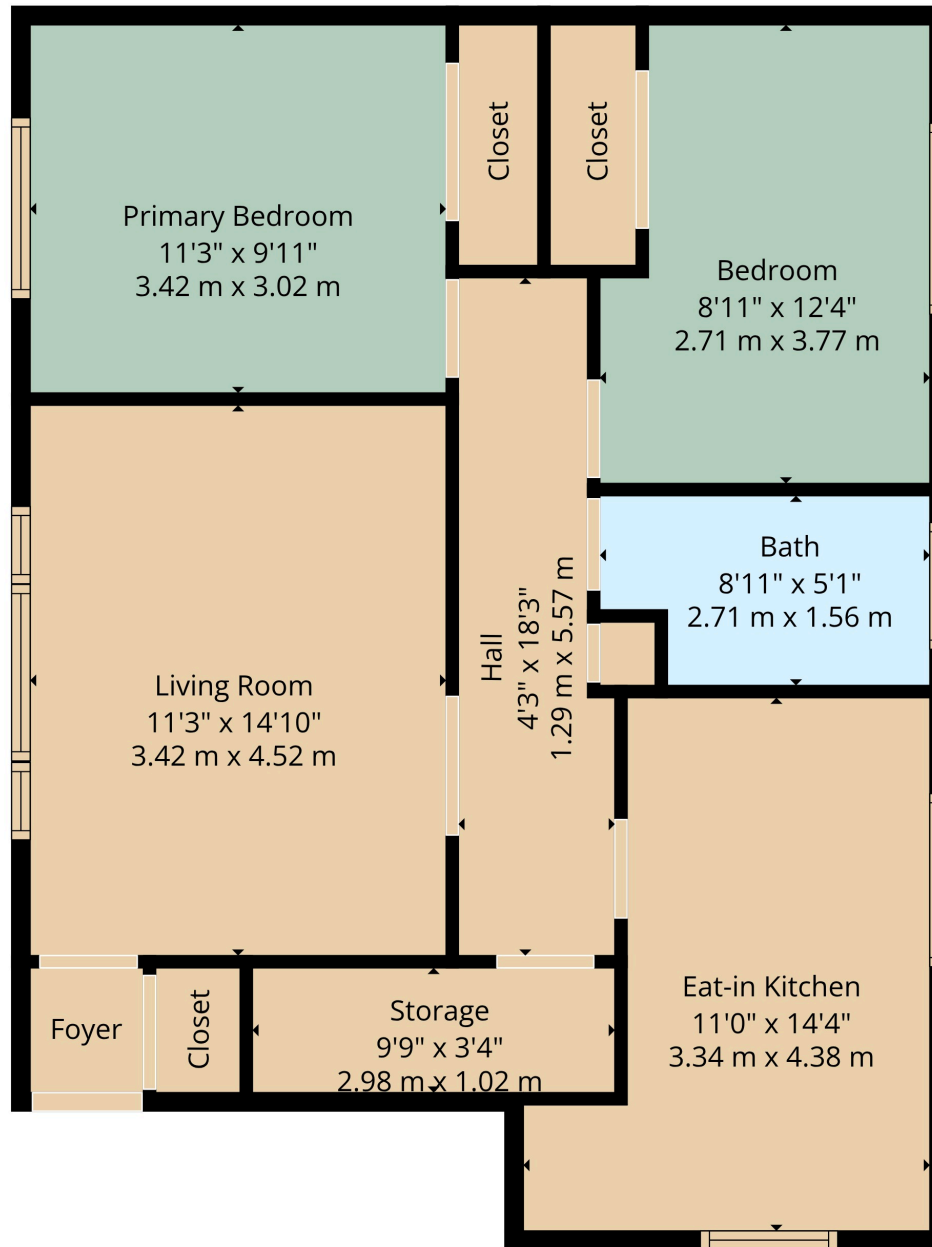 Closet
Closet
Primary Bedroom
11'3" x 9'11"
3.42 m x 3.02 m
Bedroom
8'11" x 12'4"
2.71 m x 3.77 m
Bath
8'11" x 5'1"
2.71 m x 1.56 m
Hall
4'3" x 18'3"
1.29 m x 5.57 m
Living Room
11'3" x 14'10"
3.42 m x 4.52 m
Eat-in Kitchen
11'0" x 14'4"
3.34 m x 4.38 m
Foyer
Closet
Storage
9'9" x 3'4"
2.98 m x 1.02 m